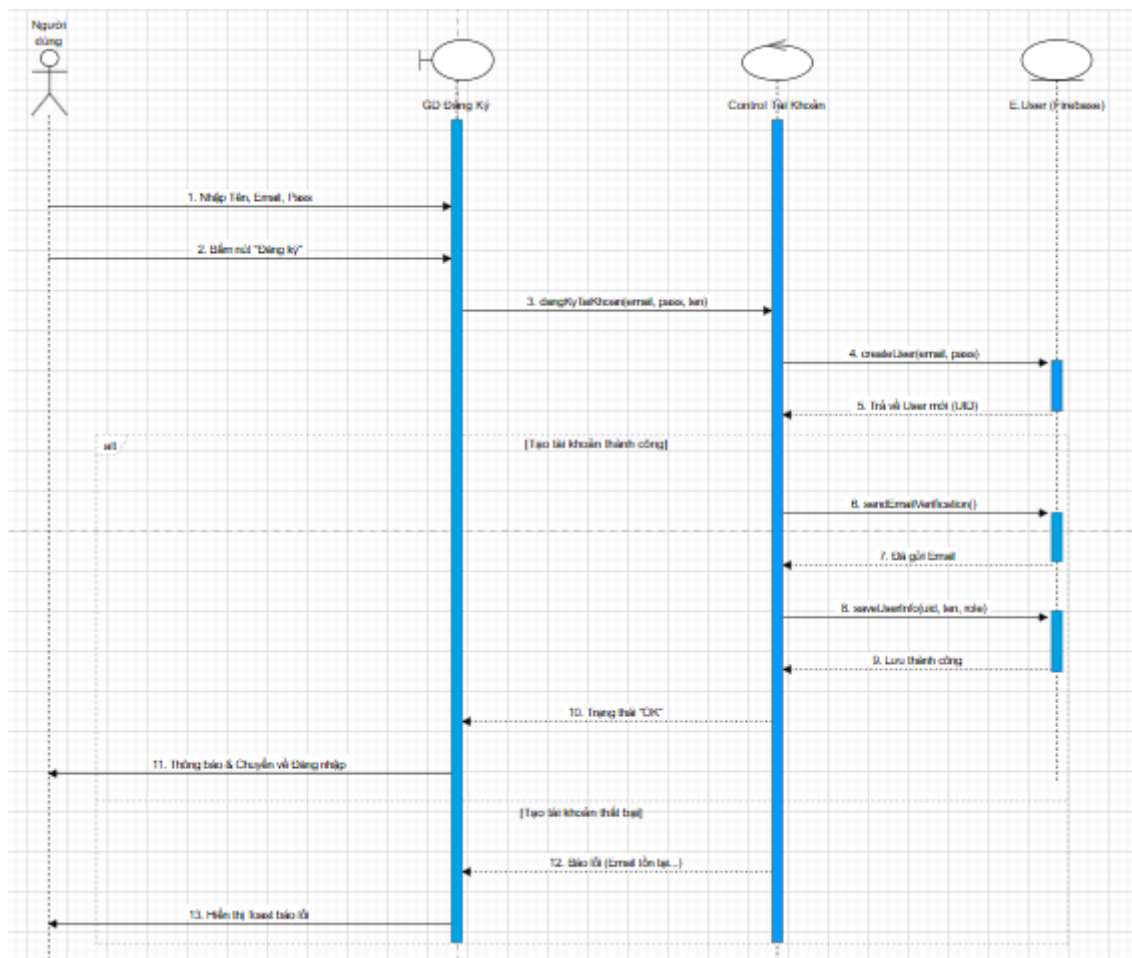 Người
dùng
GD Đăng Ký
Control Tài Khoản
E.User (Firebase)
1. Nhập Tên, Email, Pass
2. Bấm nút "Đăng ký"
3. dangKyTaiKhoan(email, pass, ten)
4. createUser(email, pass)
5. Trả về User mới (UID)
alt
[Tạo tài khoản thành công]
6. sendEmailVerification()
7. Đã gửi Email
8. saveUserInfo(uid, ten, role)
9. Lưu thành công
10. Trạng thái "OK"
11. Thông báo & Chuyển về Đăng nhập
[Tạo tài khoản thất bại]
12. Báo lỗi (Email tồn tại...)
13. Hiển thị Toast báo lỗi